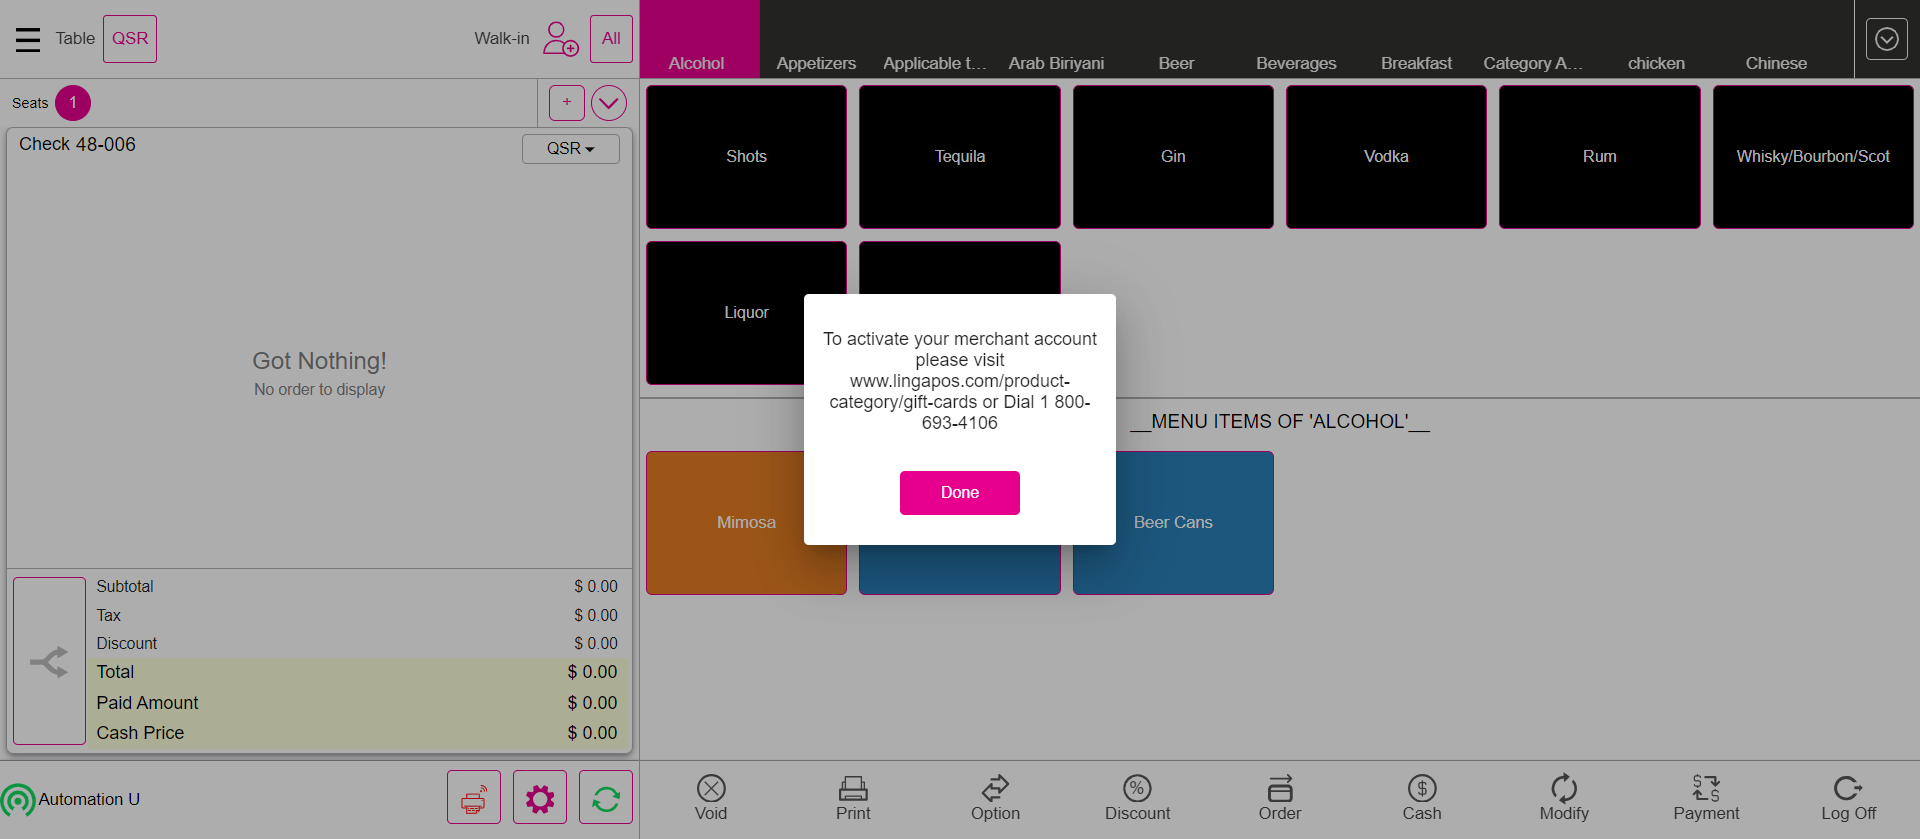 Table QSR Walk-in All
Alcohol Appetizers Applicable t... Arab Biriyani Beer Beverages Breakfast Category A... chicken Chinese
Seats 1 +
Check 48-006 QSR
Got Nothing!
No order to display
Subtotal $ 0.00
Tax $ 0.00
Discount $ 0.00
Total $ 0.00
Paid Amount $ 0.00
Cash Price $ 0.00
Automation U
Shots Tequila Gin Vodka Rum Whisky/Bourbon/Scot
Liquor
To activate your merchant account
please visit
www.lingapos.com/product-
category/gift-cards or Dial 1 800-
693-4106
Done
__MENU ITEMS OF 'ALCOHOL'__
Mimosa Beer Cans
Void Print Option Discount Order Cash Modify Payment Log Off